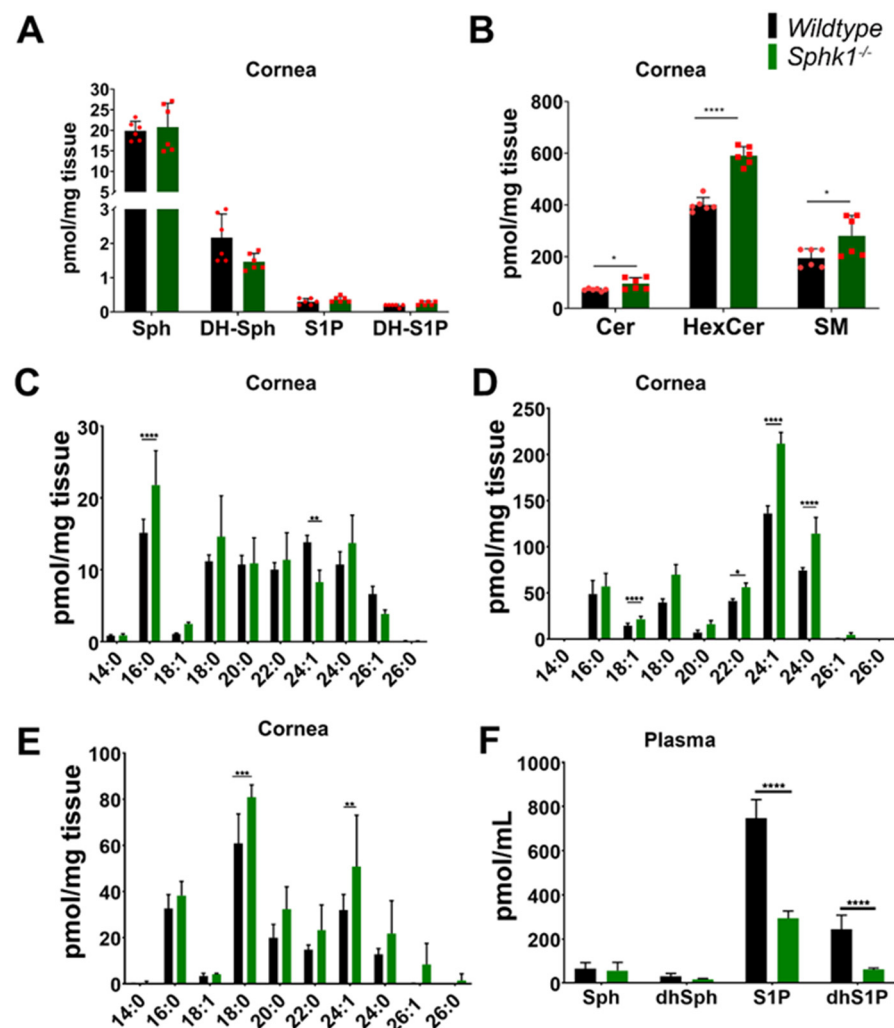 A
B
Wildtype
Sphk1-/-
Cornea
pmol/mg tissue
30
25
20
15
10
5
3
2
1
0
Sph
DH-Sph
S1P
DH-S1P
Cornea
pmol/mg tissue
800
600
400
200
0
****
*
*
Cer
HexCer
SM
C
Cornea
pmol/mg tissue
30
20
10
0
****
**
14:0
16:0
18:1
18:0
20:0
22:0
24:1
24:0
26:1
26:0
D
Cornea
pmol/mg tissue
250
200
150
100
50
0
****
****
*
****
14:0
16:0
18:1
18:0
20:0
22:0
24:1
24:0
26:1
26:0
E
Cornea
pmol/mg tissue
100
80
60
40
20
0
***
**
14:0
16:0
18:1
18:0
20:0
22:0
24:1
24:0
26:1
26:0
F
Plasma
pmol/mL
1000
800
600
400
200
0
****
****
Sph
dhSph
S1P
dhS1P